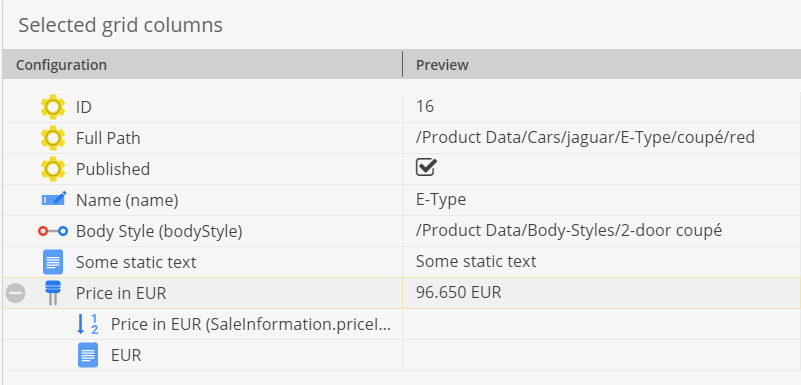 Selected grid columns
Configuration Preview
ID 16
Full Path /Product Data/Cars/jaguar/E-Type/coupé/red
Published
Name (name) E-Type
Body Style (bodyStyle) /Product Data/Body-Styles/2-door coupé
Some static text Some static text
Price in EUR 96.650 EUR
1 2 Price in EUR (SaleInformation.priceI...
EUR